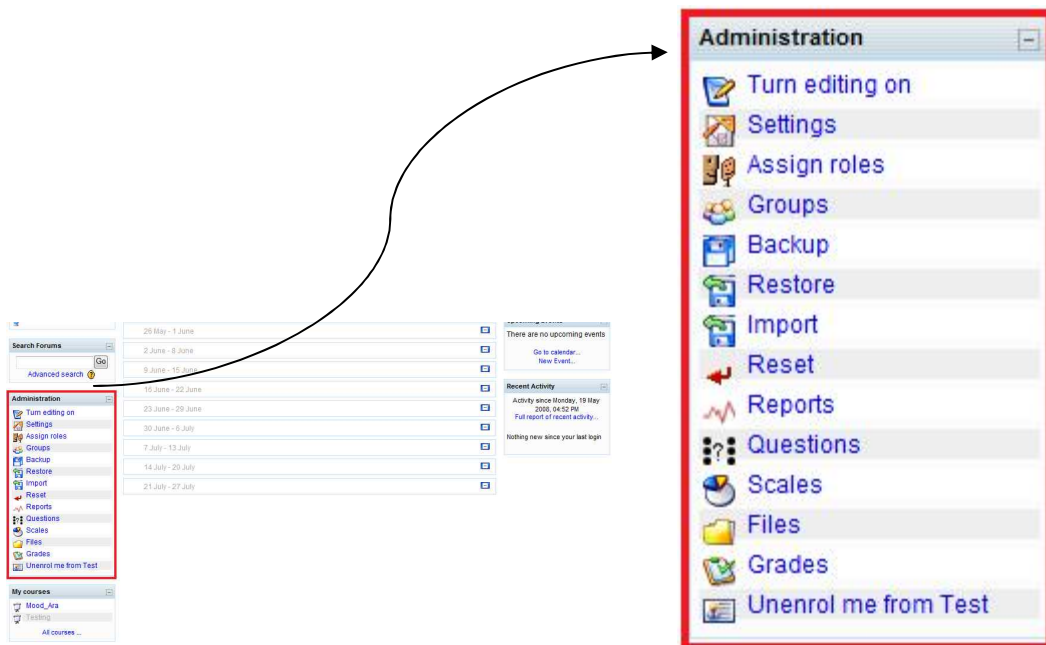 Search Forums
Go
Advanced search
Administration
Turn editing on
Settings
Assign roles
Groups
Backup
Restore
Import
Reset
Reports
Questions
Scales
Files
Grades
Unenrol me from Test
My courses
Mood_Ara
Testing
All courses ...
26 May - 1 June
2 June - 8 June
9 June - 15 June
16 June - 22 June
23 June - 29 June
30 June - 6 July
7 July - 13 July
14 July - 20 July
21 July - 27 July
Upcoming Events
There are no upcoming events
Go to calendar...
New Event...
Recent Activity
Activity since Monday, 19 May
2008, 04:52 PM
Full report of recent activity...
Nothing new since your last login
Administration
Turn editing on
Settings
Assign roles
Groups
Backup
Restore
Import
Reset
Reports
Questions
Scales
Files
Grades
Unenrol me from Test